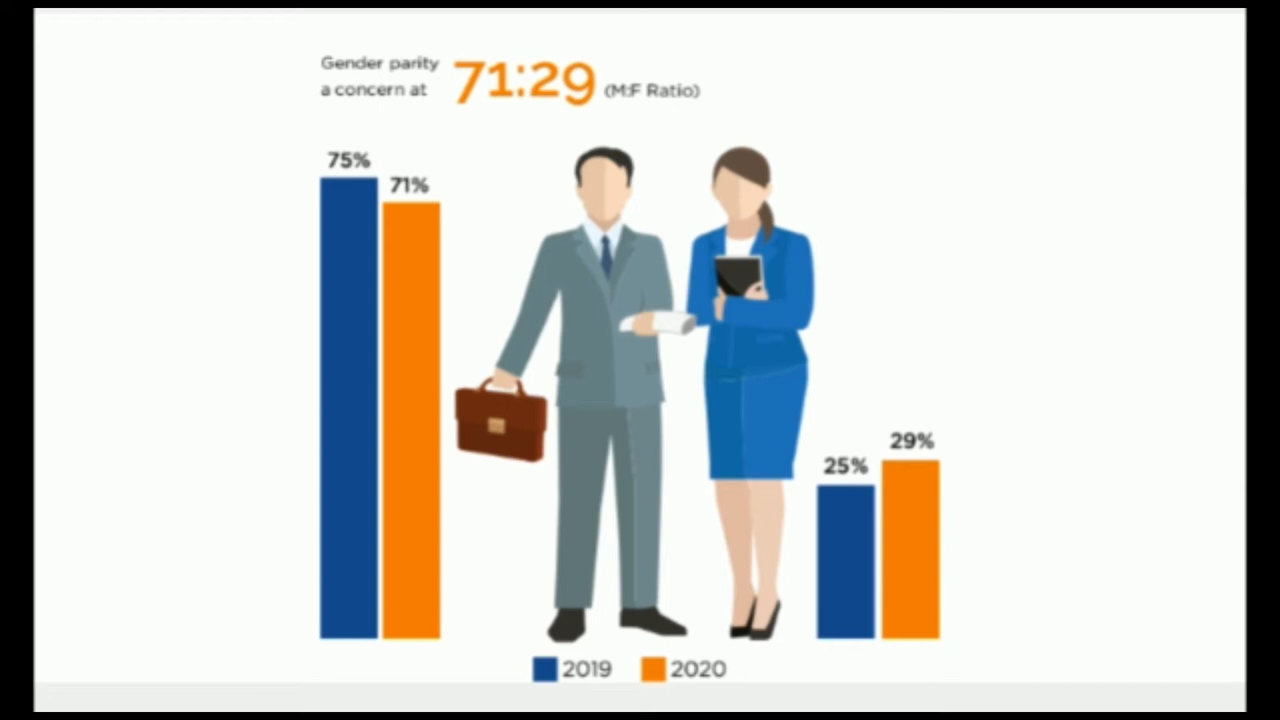 Gender parity
a concern at
71:29 (M:F Ratio)
75%
71%
29%
25%
2019
2020